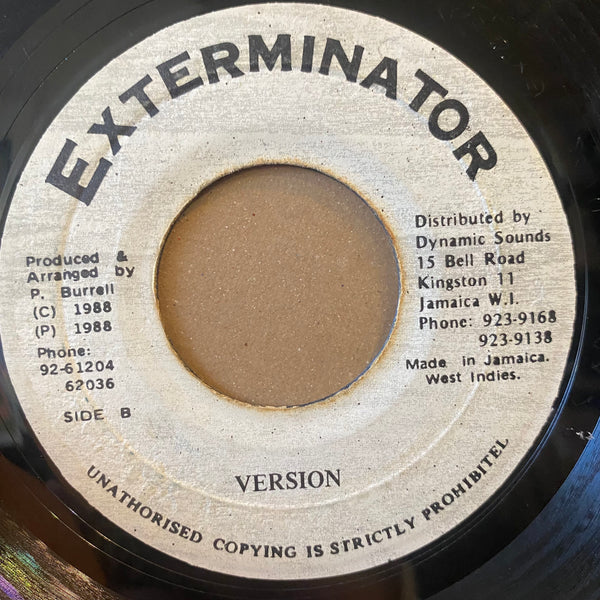 EXTERMINATOR
Produced &
Arranged by
P. Burrell
(C) 1988
(P) 1988
Phone:
92-61204
62036
SIDE B
Distributed by
Dynamic Sounds
15 Bell Road
Kingston 11
Jamaica W.I.
Phone: 923-9168
923-9138
Made in Jamaica.
West Indies.
VERSION
UNATHORISED COPYING IS STRICTLY PROHIBITEL